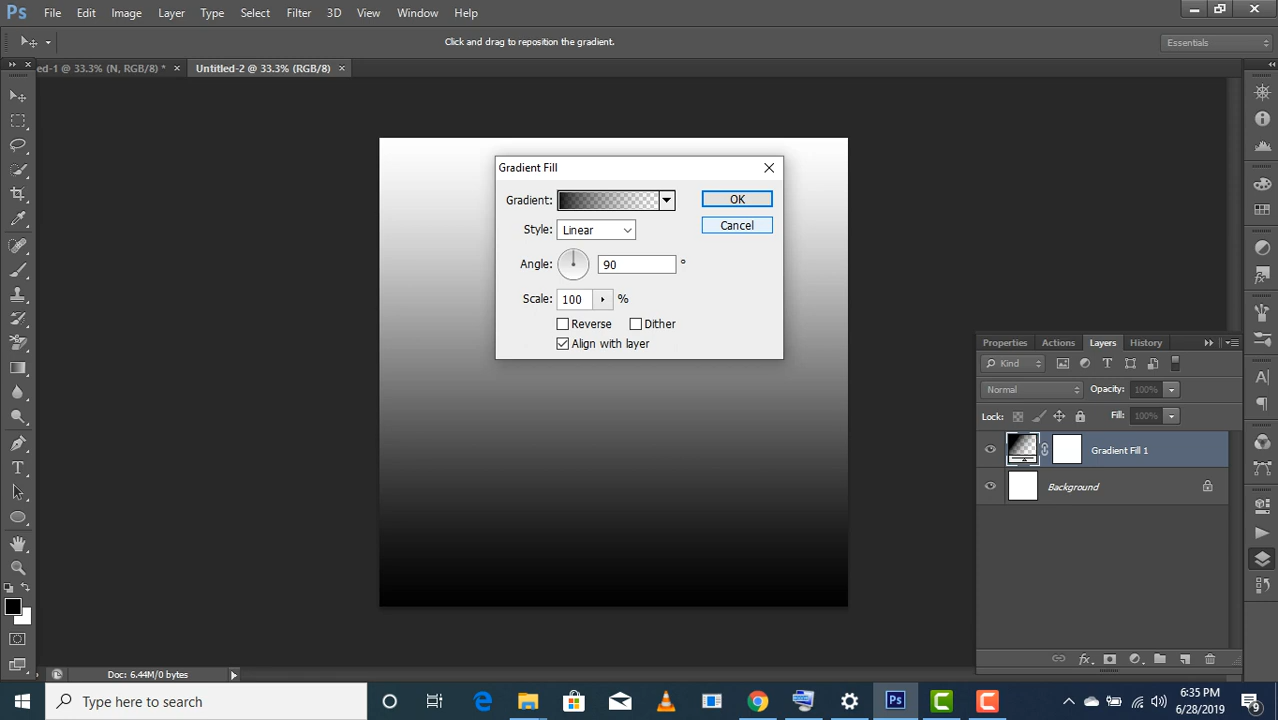 Ps File Edit Image Layer Type Select Filter 3D View Window Help
Click and drag to reposition the gradient. Essentials
ed-1 @ 33.3% (N, RGB/8) * × Untitled-2 @ 33.3% (RGB/8) ×
Gradient Fill
Gradient: OK
Style: Linear Cancel
Angle: 90 °
Scale: 100 %
Reverse Dither
Align with layer
Properties Actions Layers History
Kind
Normal Opacity: 100%
Lock: Fill: 100%
Gradient Fill 1
Background
fx
Doc: 6.44M/0 bytes
Type here to search
6:35 PM
6/28/2019
9